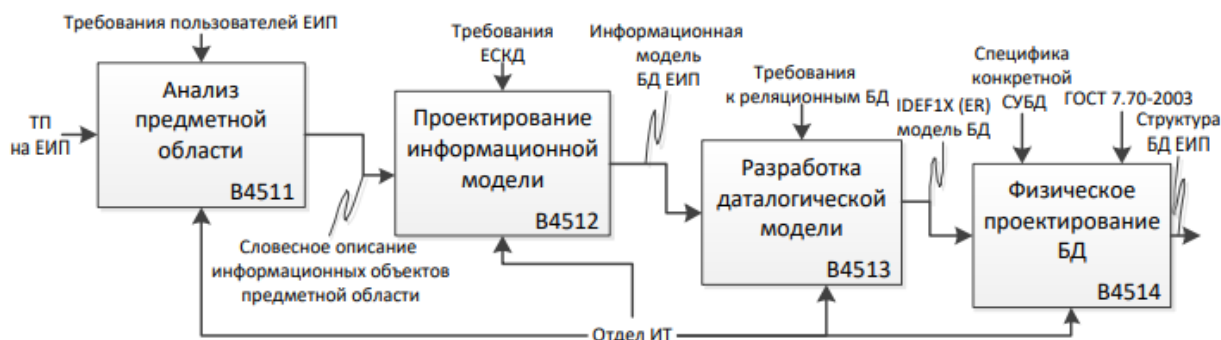 Требования пользователей ЕИП
ТП
на ЕИП
Анализ
предметной
области
B4511
Словесное описание
информационных объектов
предметной области
Требования
ЕСКД
Проектирование
информационной
модели
B4512
Информационная
модель
БД ЕИП
Требования
к реляционным БД
Разработка
даталогической
модели
B4513
IDEF1X (ER)
модель БД
Специфика
конкретной
СУБД
ГОСТ 7.70-2003
Физическое
проектирование
БД
B4514
Структура
БД ЕИП
Отдел ИТ